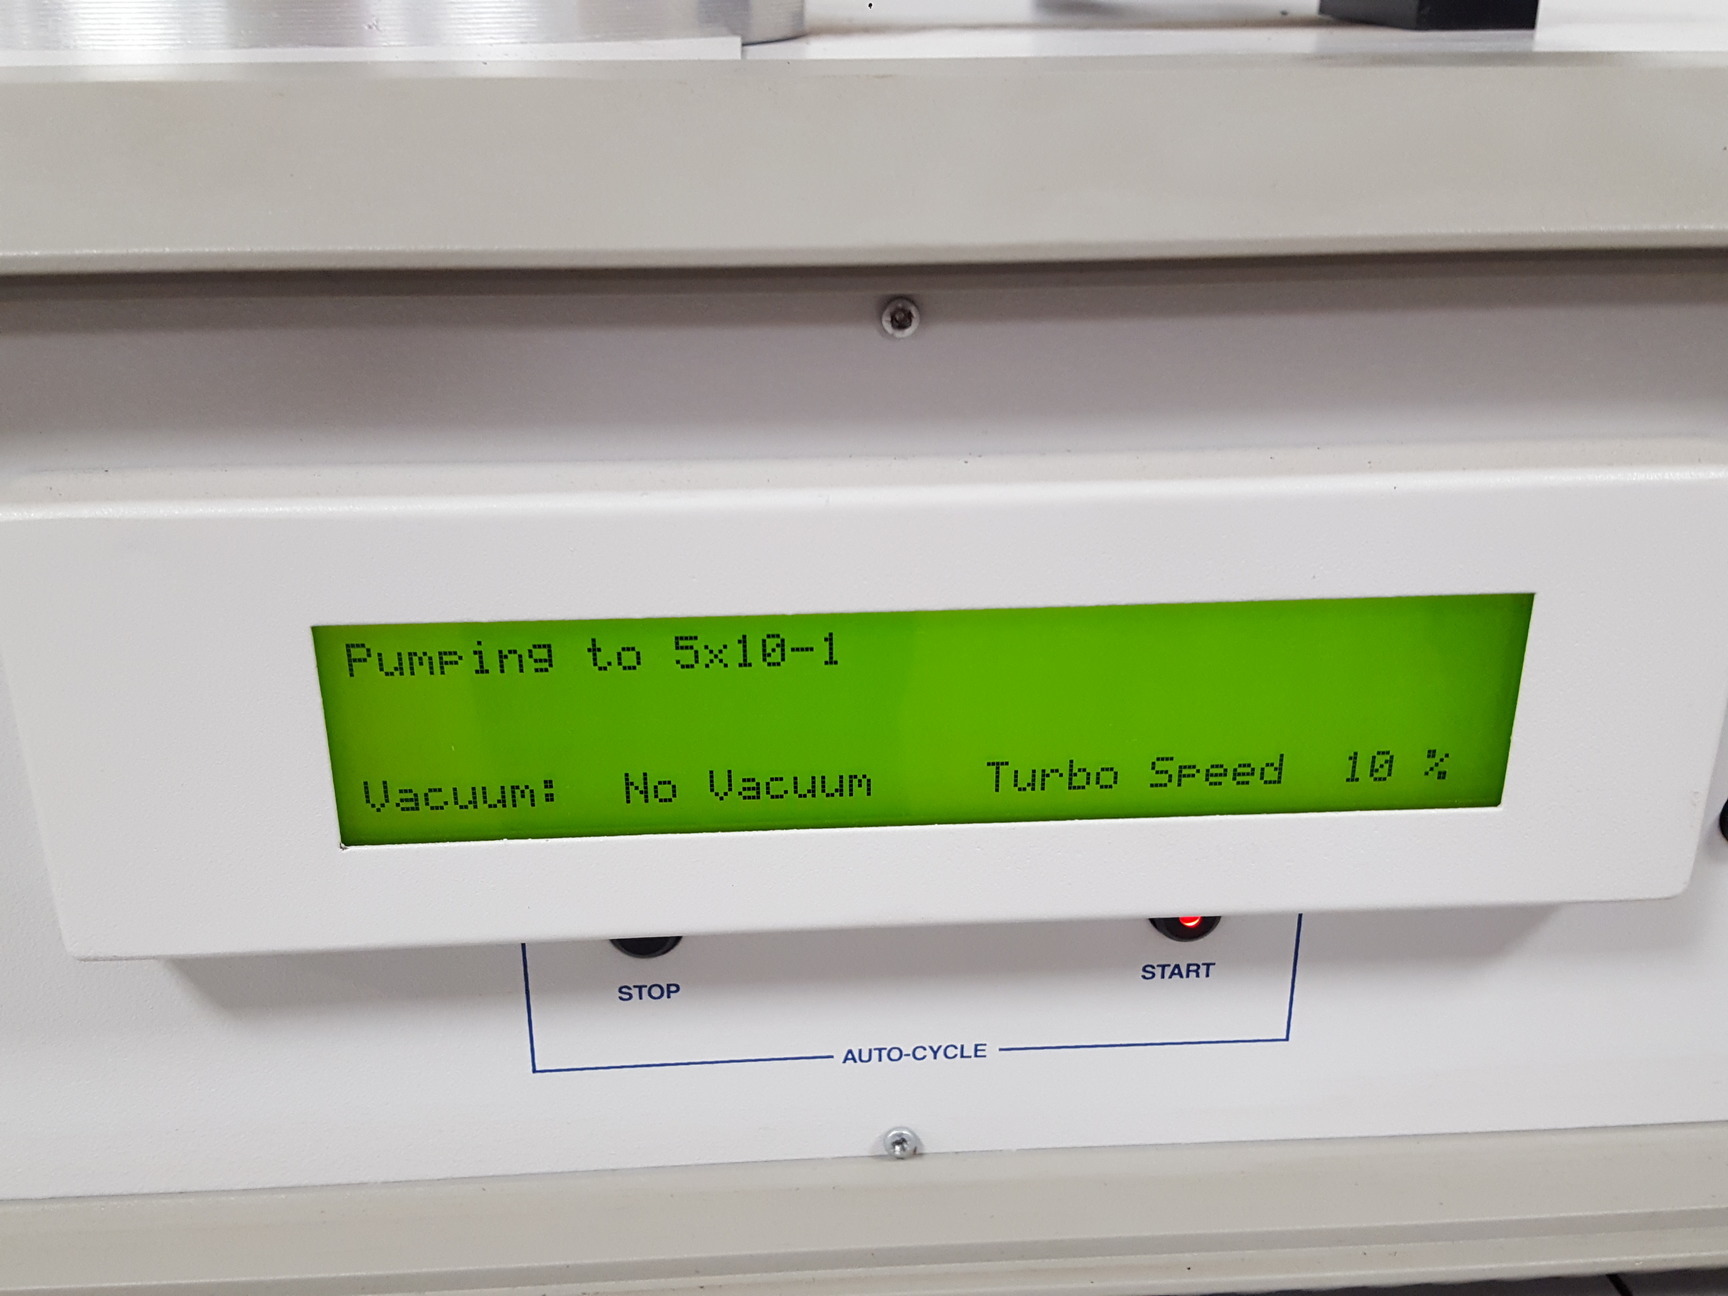 Pumping to 5x10-1
Vacuum: No Vacuum Turbo Speed 10 %
STOP START
AUTO-CYCLE